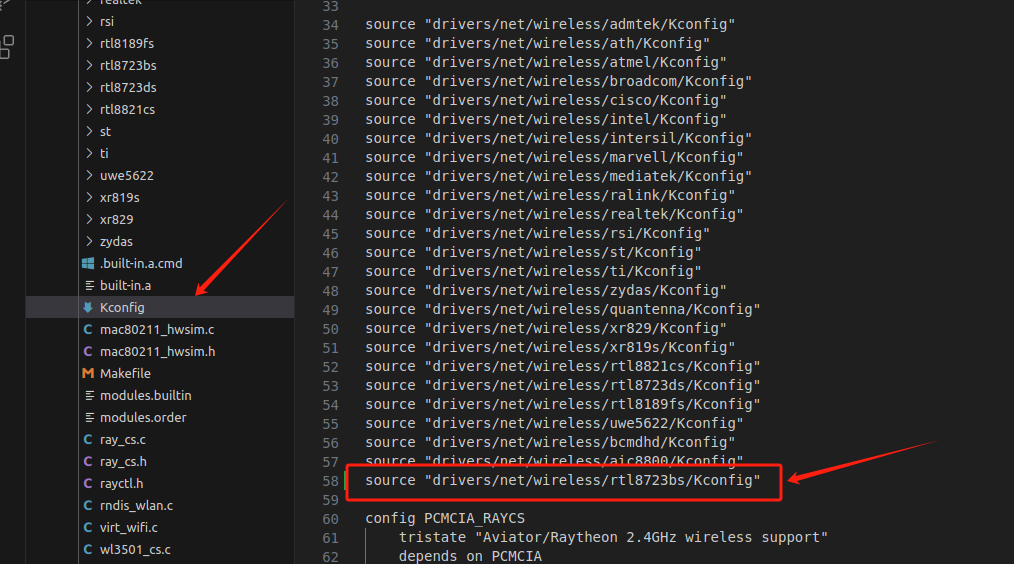 realtek
rsi
rtl8189fs
rtl8723bs
rtl8723ds
rtl8821cs
st
ti
uwe5622
xr819s
xr829
zydas
.built-in.a.cmd
built-in.a
Kconfig
C mac80211_hwsim.c
C mac80211_hwsim.h
M Makefile
modules.builtin
modules.order
C ray_cs.c
C ray_cs.h
C rayctl.h
C rndis_wlan.c
C virt_wifi.c
C wl3501_cs.c
33
34 source "drivers/net/wireless/admtek/Kconfig"
35 source "drivers/net/wireless/ath/Kconfig"
36 source "drivers/net/wireless/atmel/Kconfig"
37 source "drivers/net/wireless/broadcom/Kconfig"
38 source "drivers/net/wireless/cisco/Kconfig"
39 source "drivers/net/wireless/intel/Kconfig"
40 source "drivers/net/wireless/intersil/Kconfig"
41 source "drivers/net/wireless/marvell/Kconfig"
42 source "drivers/net/wireless/mediatek/Kconfig"
43 source "drivers/net/wireless/ralink/Kconfig"
44 source "drivers/net/wireless/realtek/Kconfig"
45 source "drivers/net/wireless/rsi/Kconfig"
46 source "drivers/net/wireless/st/Kconfig"
47 source "drivers/net/wireless/ti/Kconfig"
48 source "drivers/net/wireless/zydas/Kconfig"
49 source "drivers/net/wireless/quantenna/Kconfig"
50 source "drivers/net/wireless/xr829/Kconfig"
51 source "drivers/net/wireless/xr819s/Kconfig"
52 source "drivers/net/wireless/rtl8821cs/Kconfig"
53 source "drivers/net/wireless/rtl8723ds/Kconfig"
54 source "drivers/net/wireless/rtl8189fs/Kconfig"
55 source "drivers/net/wireless/uwe5622/Kconfig"
56 source "drivers/net/wireless/bcmdhd/Kconfig"
57 source "drivers/net/wireless/aic8800/Kconfig"
58 source "drivers/net/wireless/rtl8723bs/Kconfig"
59
60 config PCMCIA_RAYCS
61 tristate "Aviator/Raytheon 2.4GHz wireless support"
62 depends on PCMCIA